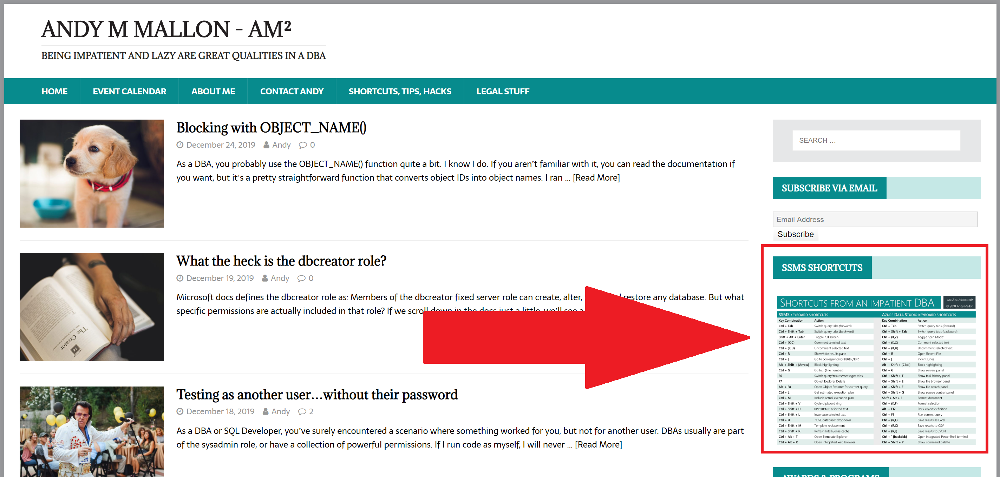 ANDY M MALLON - AM²
BEING IMPATIENT AND LAZY ARE GREAT QUALITIES IN A DBA
HOME
EVENT CALENDAR
ABOUT ME
CONTACT ANDY
SHORTCUTS, TIPS, HACKS
LEGAL STUFF
Blocking with OBJECT_NAME()
December 24, 2019 Andy 0
As a DBA, you probably use the OBJECT_NAME() function quite a bit. I know I do. If you aren’t familiar with it, you can read the documentation if
you want, but it’s a pretty straightforward function that converts object IDs into object names. I ran ... [Read More]
What the heck is the dbcreator role?
December 19, 2019 Andy 0
Microsoft docs defines the dbcreator role as: Members of the dbcreator fixed server role can create, alter, restore any database. But what
specific permissions are actually included in that role? If we scroll down in the docs just a little, we’ll see a
The Creator
14
Testing as another user…without their password
December 18, 2019 Andy 2
As a DBA or SQL Developer, you’ve surely encountered a scenario where something worked for you, but not for another user. DBAs usually are part
of the sysadmin role, or have a collection of powerful permissions. If I run code as myself, I will never ... [Read More]
SEARCH …
SUBSCRIBE VIA EMAIL
Email Address
Subscribe
SSMS SHORTCUTS
SHORTCUTS FROM AN IMPATIENT DBA
am2.co/shortcuts
© 2018 Andy Mallon
SSMS KEYBOARD SHORTCUTS
Key Combination Action
Ctrl + Tab Switch query tabs (forward)
Ctrl + Shift + Tab Switch query tabs (backward)
Shift + Alt + Enter Toggle full screen
Ctrl + (K,C) Comment selected text
Ctrl + (K,U) Uncomment selected text
Ctrl + R Show/hide results pane
Ctrl + ] Go to corresponding BEGIN/END
Alt + Shift + [Arrow] Block highlighting
Ctrl + G Go to... (line number)
F6 Switch query/results/messages tabs
F7 Object Explorer Details
Alt + F8 Open Object Explorer for current query
Ctrl + L Get estimated execution plan
Ctrl + M Include actual execution plan
Ctrl + Shift + V Cycle clipboard ring
Ctrl + Shift + U UPPERCASE selected text
Ctrl + Shift + L lowercase selected text
Ctrl + U "USE database" dropdown
Ctrl + Shift + M Template replacement
Ctrl + Shift + R Refresh IntelliSense cache
Ctrl + Alt + T Open Template Explorer
Ctrl + Alt + R Open integrated web browser
AZURE DATA STUDIO KEYBOARD SHORTCUTS
Key Combination Action
Ctrl + Tab Switch query tabs (forward)
Ctrl + Shift + Tab Switch query tabs (backward)
Ctrl + (K,Z) Toggle "Zen Mode"
Ctrl + (K,C) Comment selected text
Ctrl + (K,U) Uncomment selected text
Ctrl + R Open Recent File
Ctrl + ] Indent Lines
Alt + Shift + [Click] Block highlighting
Ctrl + G Show servers panel
Ctrl + Shift + T Show task history panel
Ctrl + Shift + E Show file browser panel
Ctrl + Shift + F Show file search panel
Ctrl + Shift + G Show source control panel
Shift + Alt + F Format document
Ctrl + (K,F) Format selection
Alt + F12 Peek object definition
Ctrl + F5 Run current query
Ctrl + (R,E) Save results as Excel
Ctrl + (R,C) Save results to CSV
Ctrl + (R,J) Save results to JSON
Ctrl + ` [backtick] Open integrated PowerShell terminal
Ctrl + Shift + P Show command palette
AWARDS & PROGRAMS